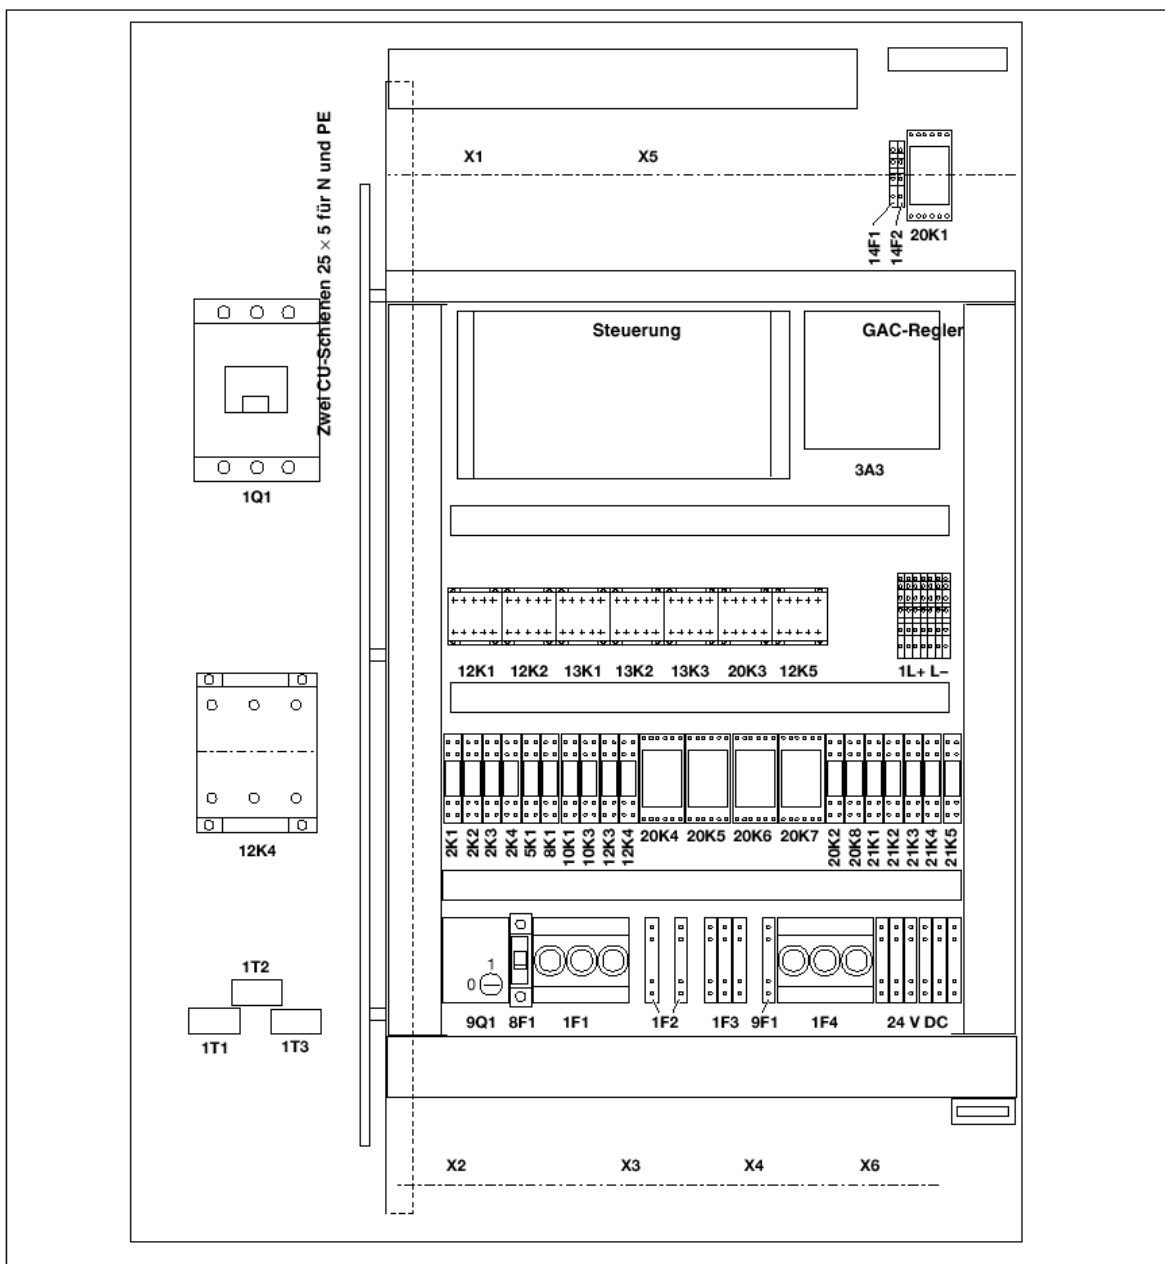 Zwei CU-Schienen 25 × 5 für N und PE
X1 X5
14F1 14F2 20K1
Steuerung GAC-Regler
3A3
1Q1
12K1 12K2 13K1 13K2 13K3 20K3 12K5 1L+ L–
12K4
2K1 2K2 2K3 2K4 5K1 8K1 10K1 10K3 12K3 12K4 20K4 20K5 20K6 20K7 20K2 20K8 21K1 21K2 21K3 21K4 21K5
1
0
1T2
1T1 1T3
9Q1 8F1 1F1 1F2 1F3 9F1 1F4 24 V DC
X2 X3 X4 X6